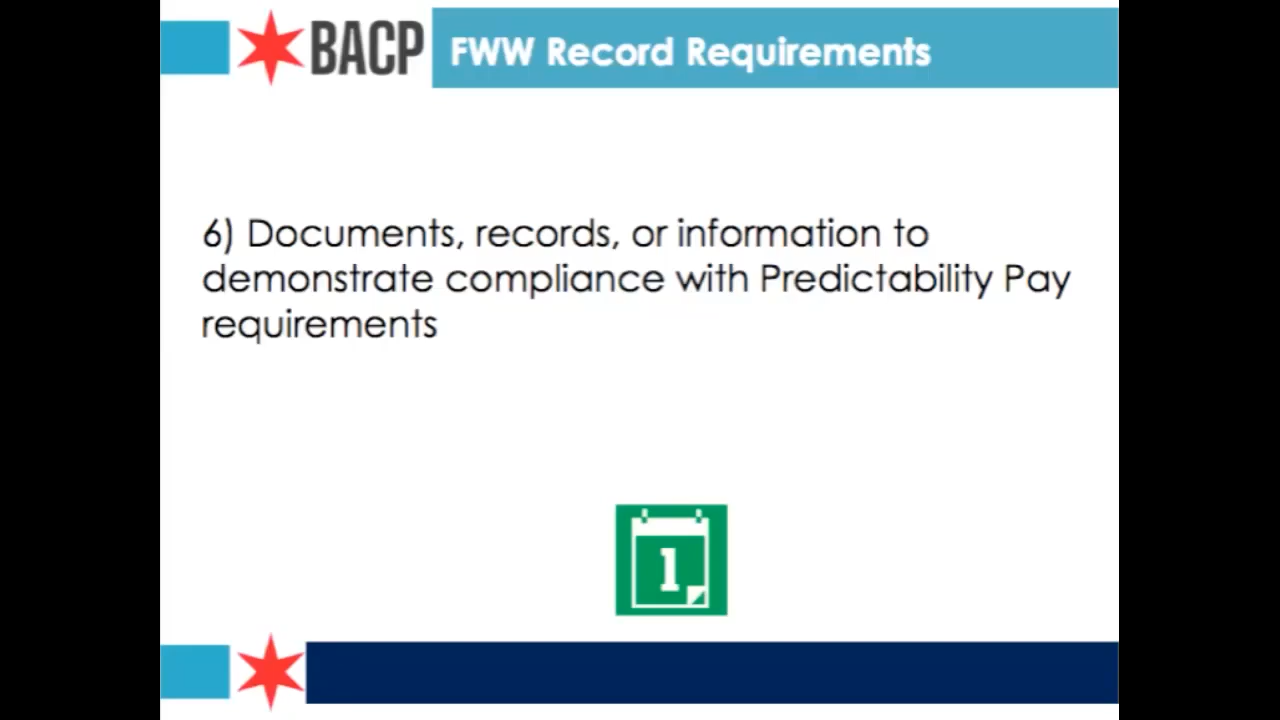 BACP
FWW Record Requirements
6) Documents, records, or information to
demonstrate compliance with Predictability Pay
requirements
1